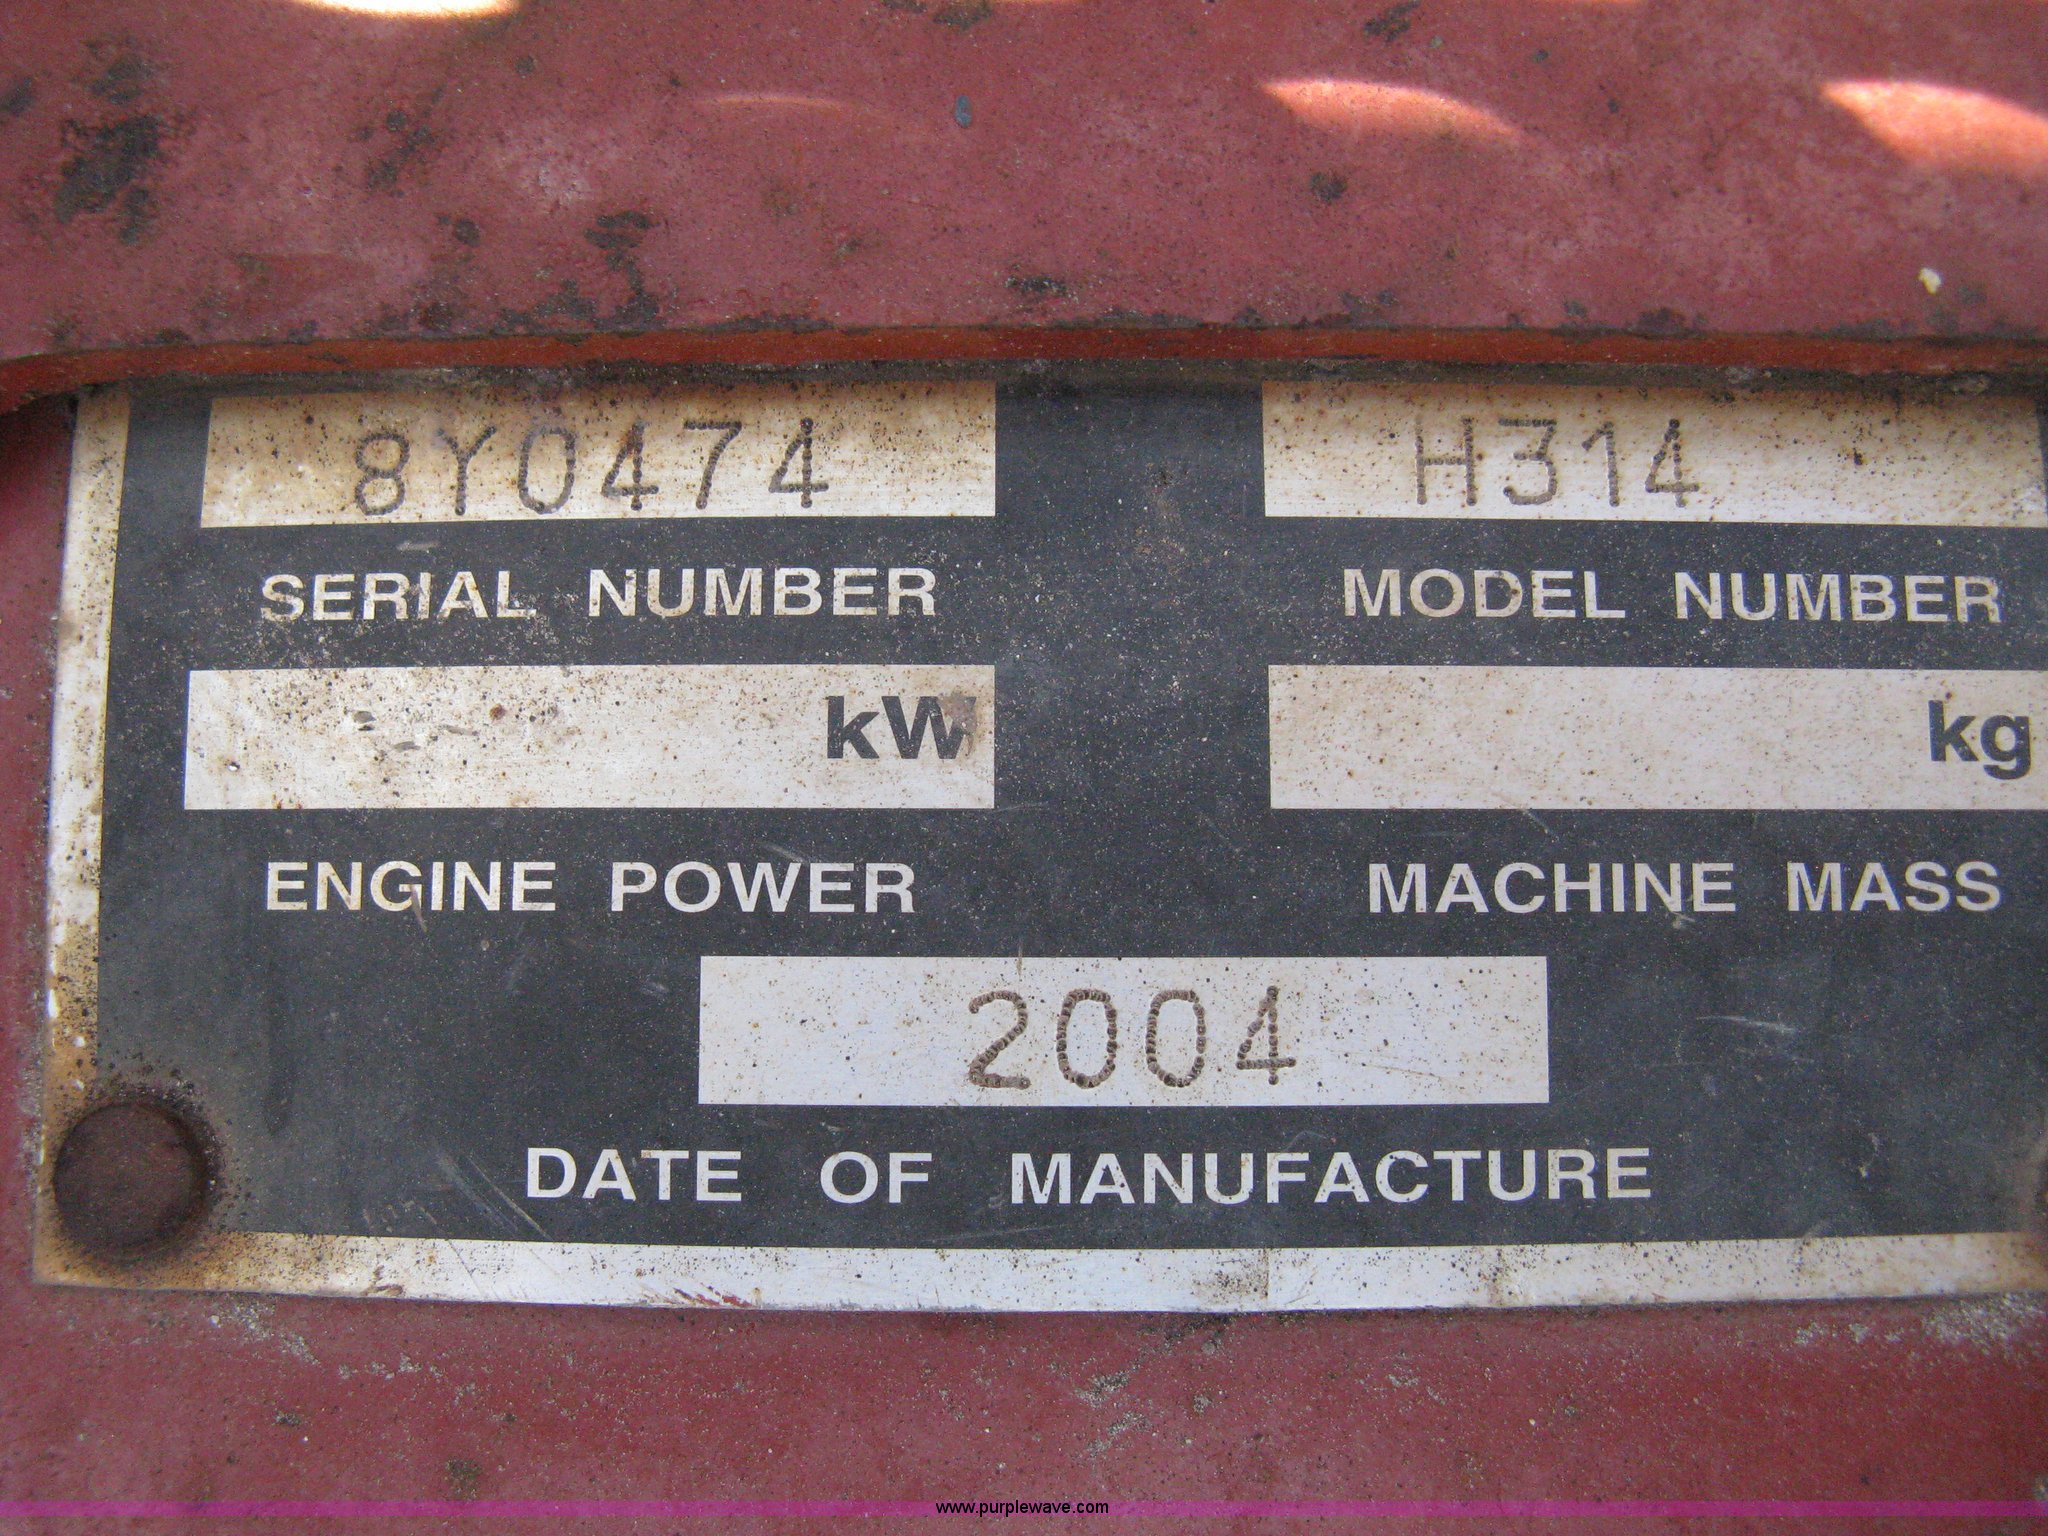 8Y0474 H314
SERIAL NUMBER MODEL NUMBER
kW kg
ENGINE POWER MACHINE MASS
2004
DATE OF MANUFACTURE
www.purplewave.com